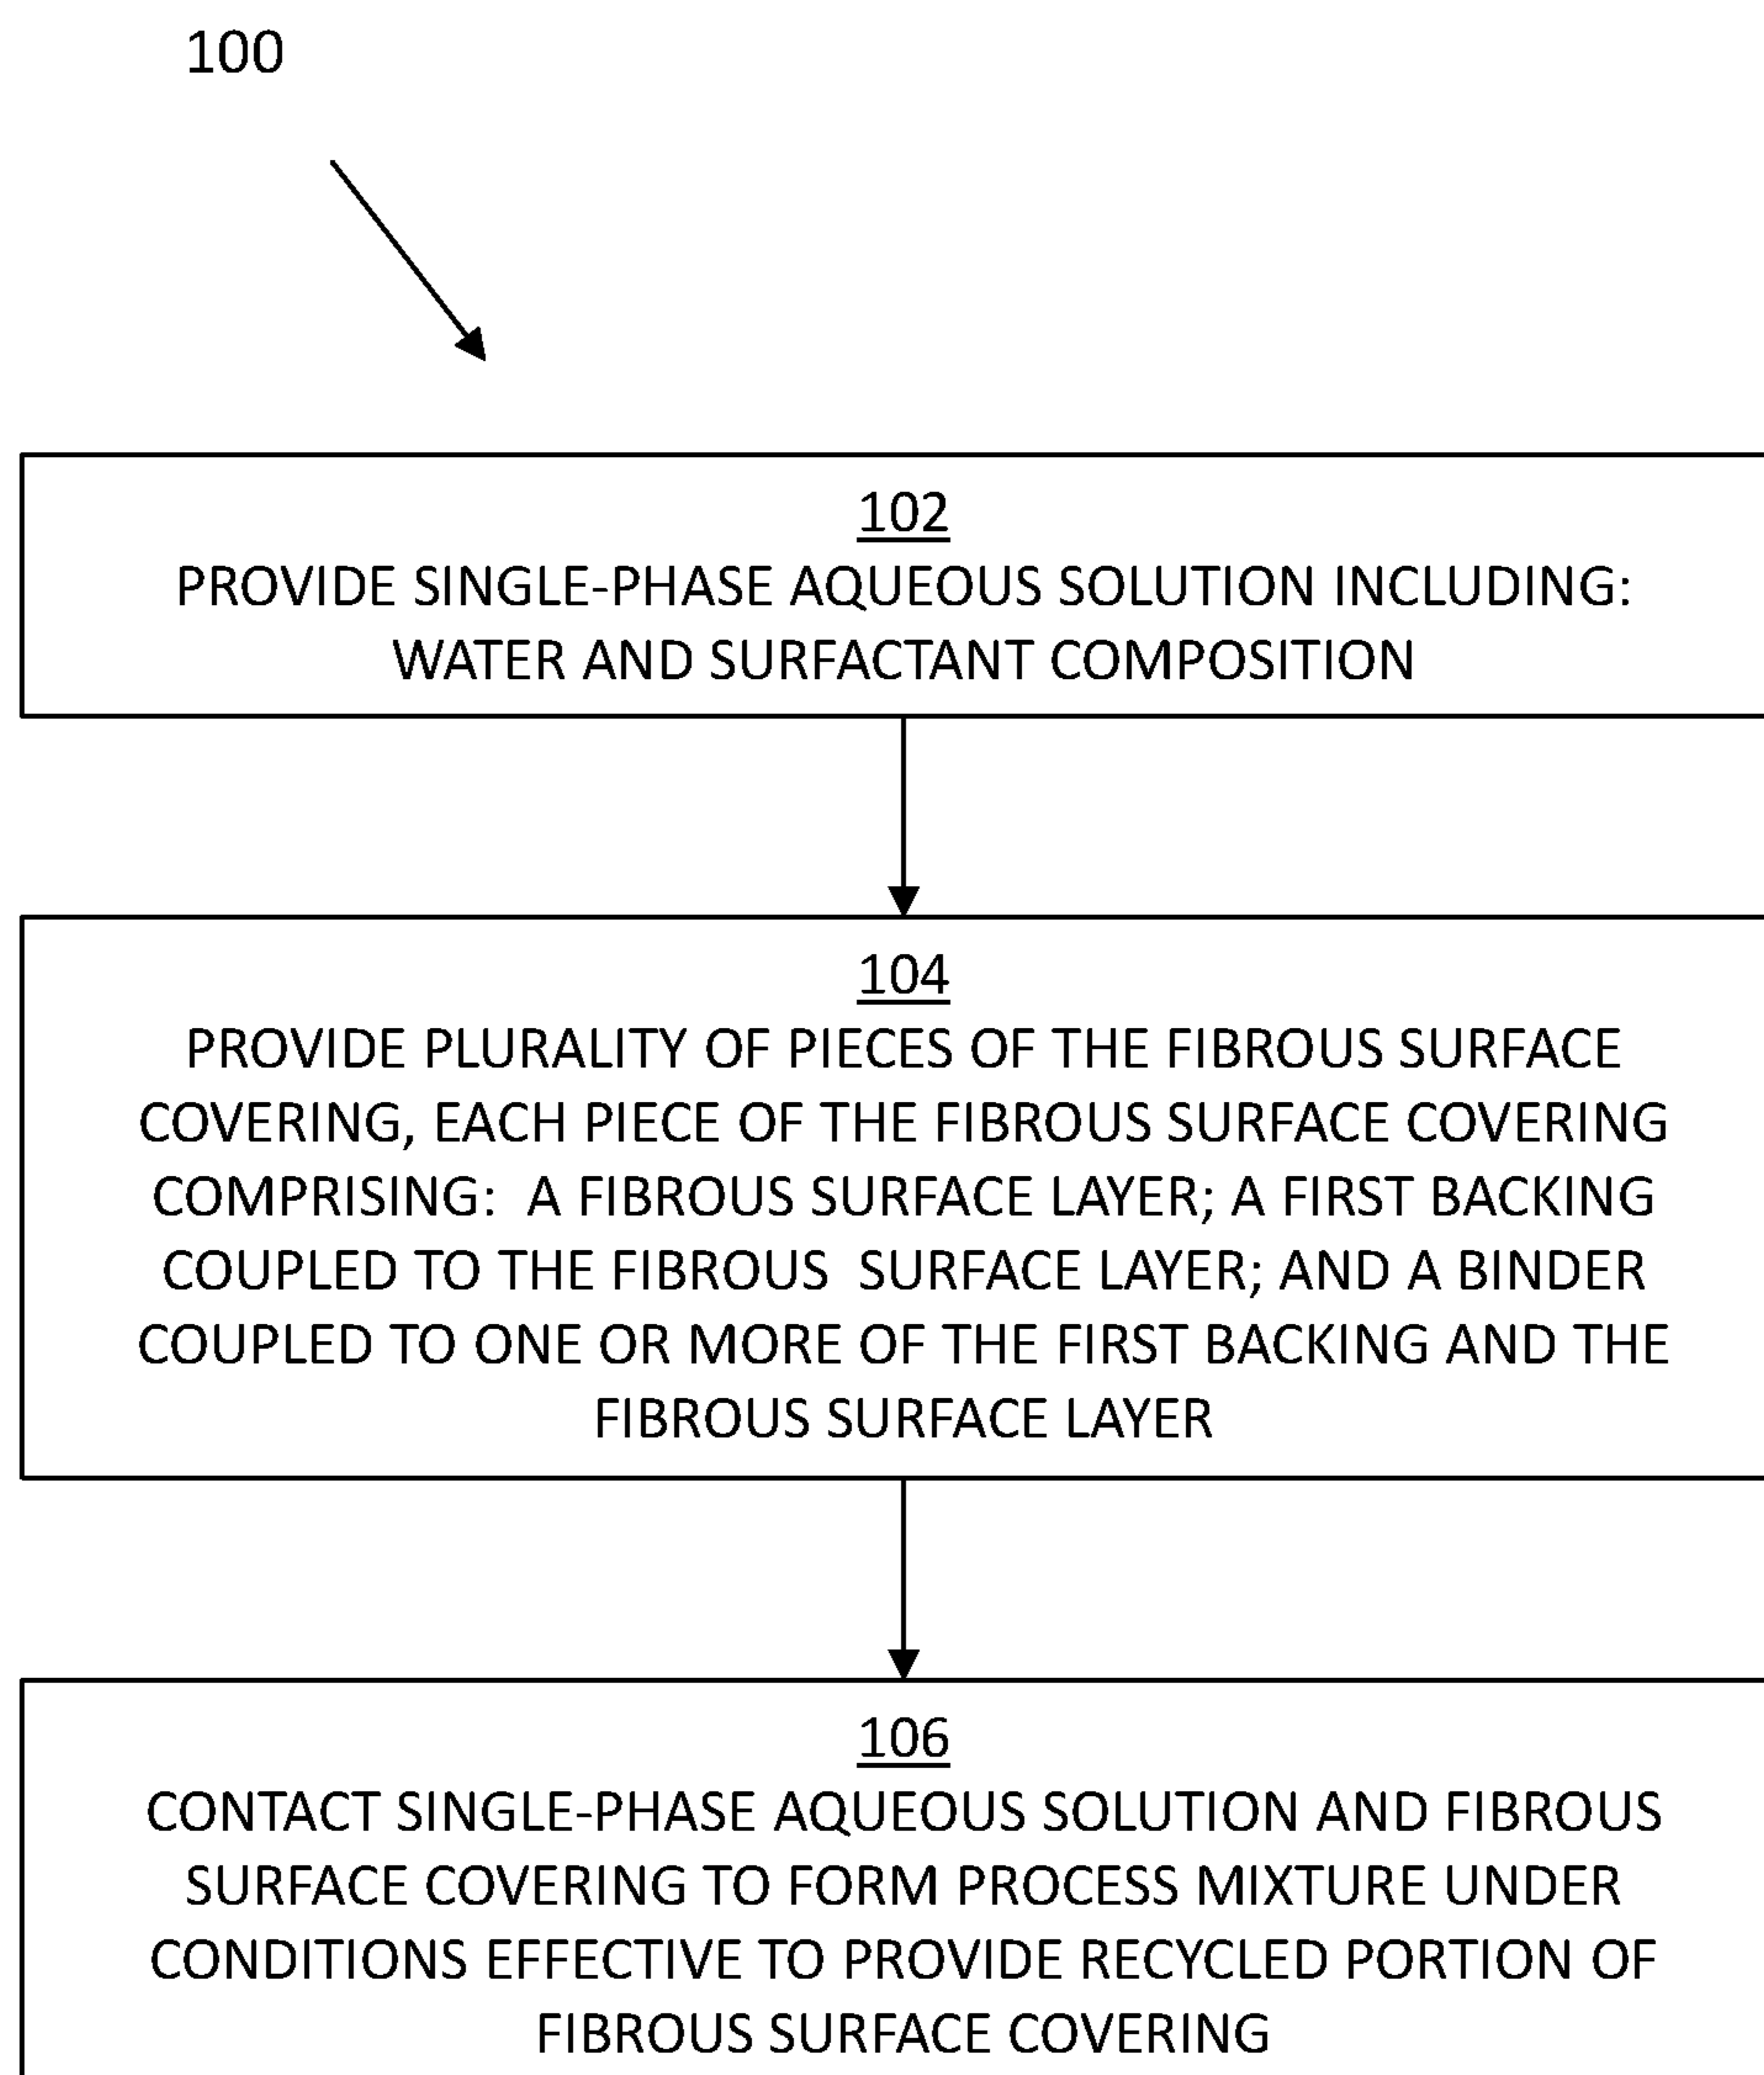 100
102
PROVIDE SINGLE-PHASE AQUEOUS SOLUTION INCLUDING:
WATER AND SURFACTANT COMPOSITION
104
PROVIDE PLURALITY OF PIECES OF THE FIBROUS SURFACE
COVERING, EACH PIECE OF THE FIBROUS SURFACE COVERING
COMPRISING: A FIBROUS SURFACE LAYER; A FIRST BACKING
COUPLED TO THE FIBROUS SURFACE LAYER; AND A BINDER
COUPLED TO ONE OR MORE OF THE FIRST BACKING AND THE
FIBROUS SURFACE LAYER
106
CONTACT SINGLE-PHASE AQUEOUS SOLUTION AND FIBROUS
SURFACE COVERING TO FORM PROCESS MIXTURE UNDER
CONDITIONS EFFECTIVE TO PROVIDE RECYCLED PORTION OF
FIBROUS SURFACE COVERING